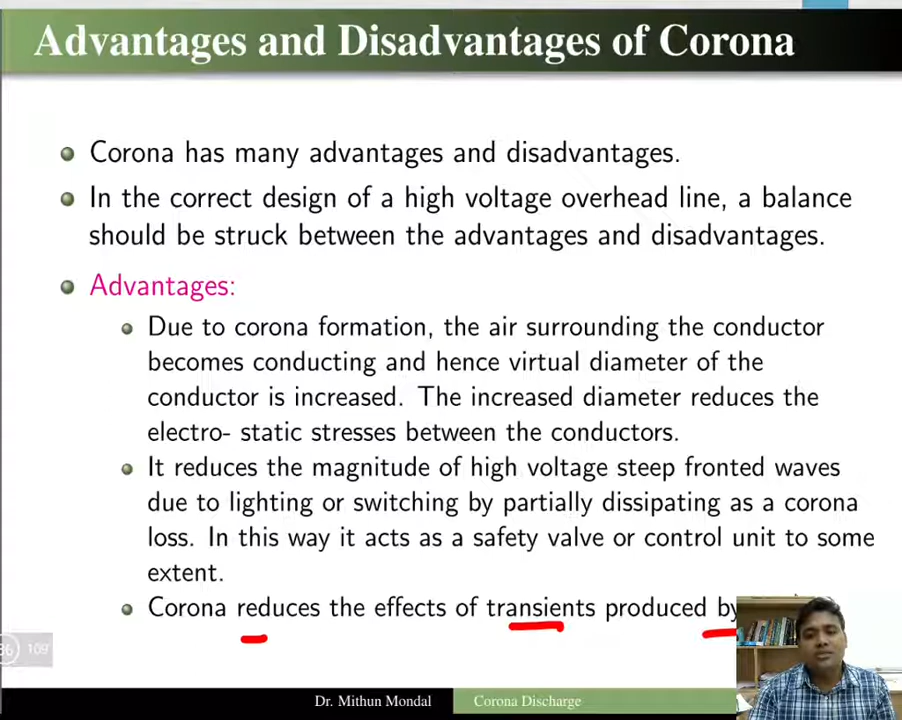 Advantages and Disadvantages of Corona
Corona has many advantages and disadvantages.
In the correct design of a high voltage overhead line, a balance
should be struck between the advantages and disadvantages.
Advantages:
Due to corona formation, the air surrounding the conductor
becomes conducting and hence virtual diameter of the
conductor is increased. The increased diameter reduces the
electro- static stresses between the conductors.
It reduces the magnitude of high voltage steep fronted waves
due to lighting or switching by partially dissipating as a corona
loss. In this way it acts as a safety valve or control unit to some
extent.
Corona reduces the effects of transients produced by
109
Dr. Mithun Mondal
Corona Discharge